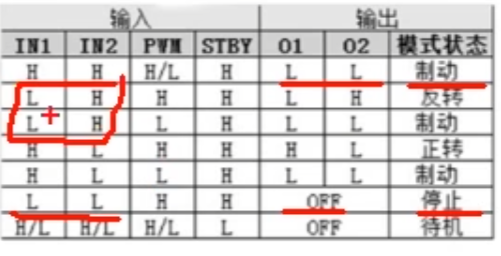 输入 输出
IN1 IN2 PWM STBY O1 O2 模式状态
H H H/L H L L 制动
L H H H L H 反转
L H L H L L 制动
H L H H H L 正转
H L L H L L 制动
L L H H OFF 停止
H/L H/L H/L L OFF 待机